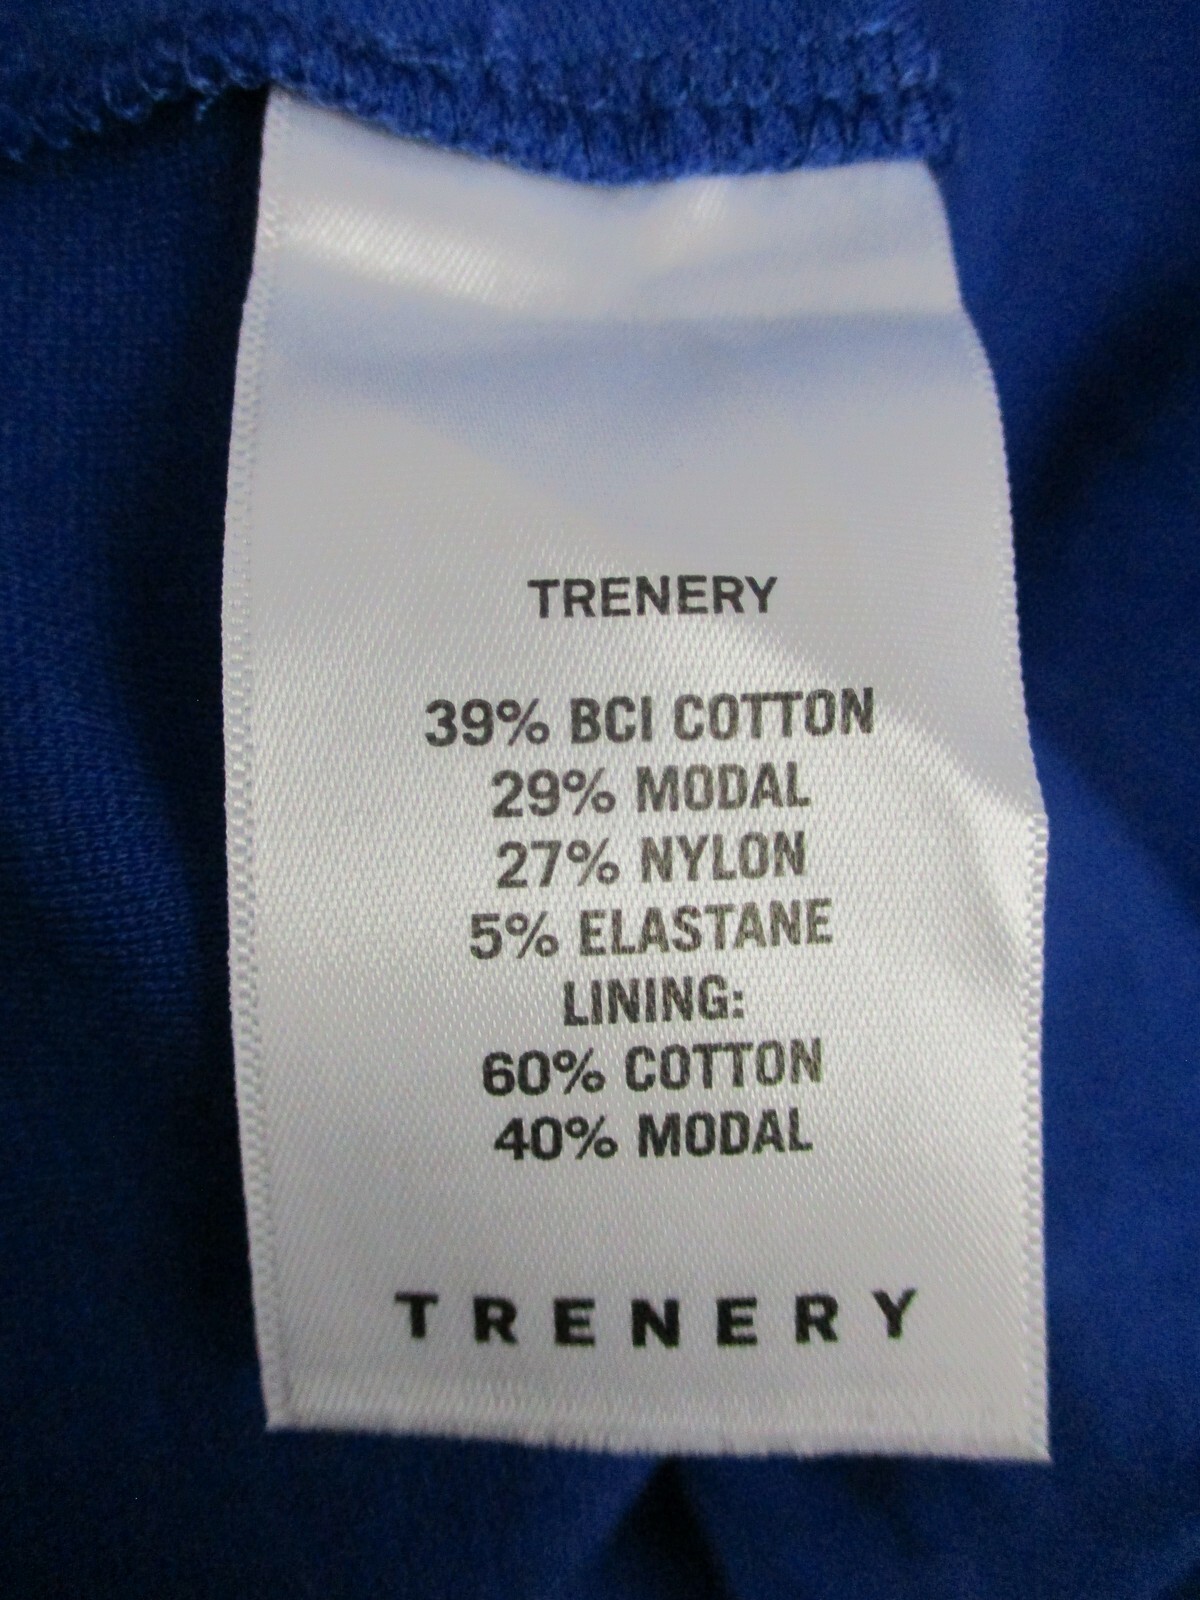 TRENERY
39% BCI COTTON
29% MODAL
27% NYLON
5% ELASTANE
LINING:
60% COTTON
40% MODAL
TRENERY